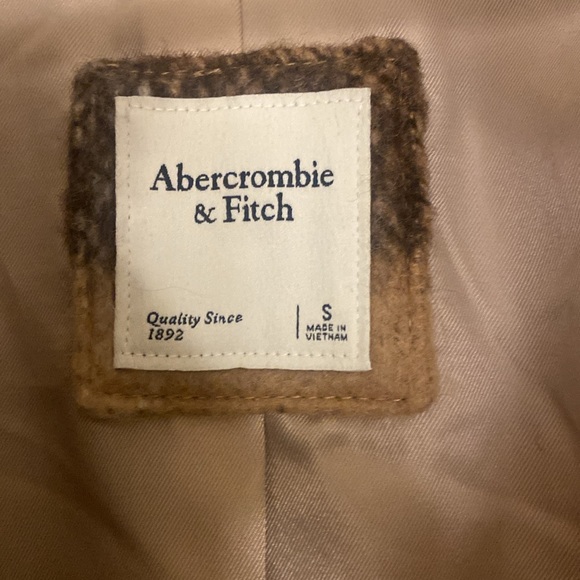 Abercrombie
& Fitch
Quality Since
1892
S
MADE IN
VIETNAM